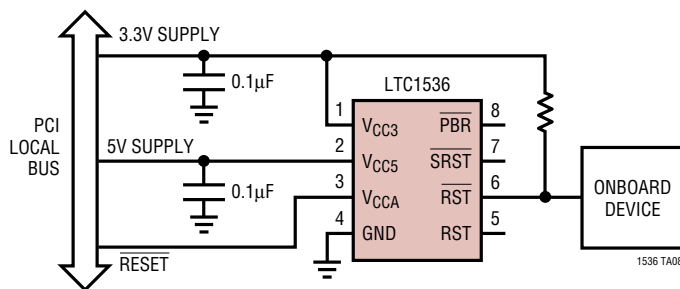 3.3V SUPPLY
0.1µF
LTC1536
PCI
LOCAL
BUS
5V SUPPLY
0.1µF
RESET
1
2
3
4
V_CC3
V_CC5
V_CCA
GND
PBR
SRST
RST
RST
8
7
6
5
ONBOARD
DEVICE
1536 TA08